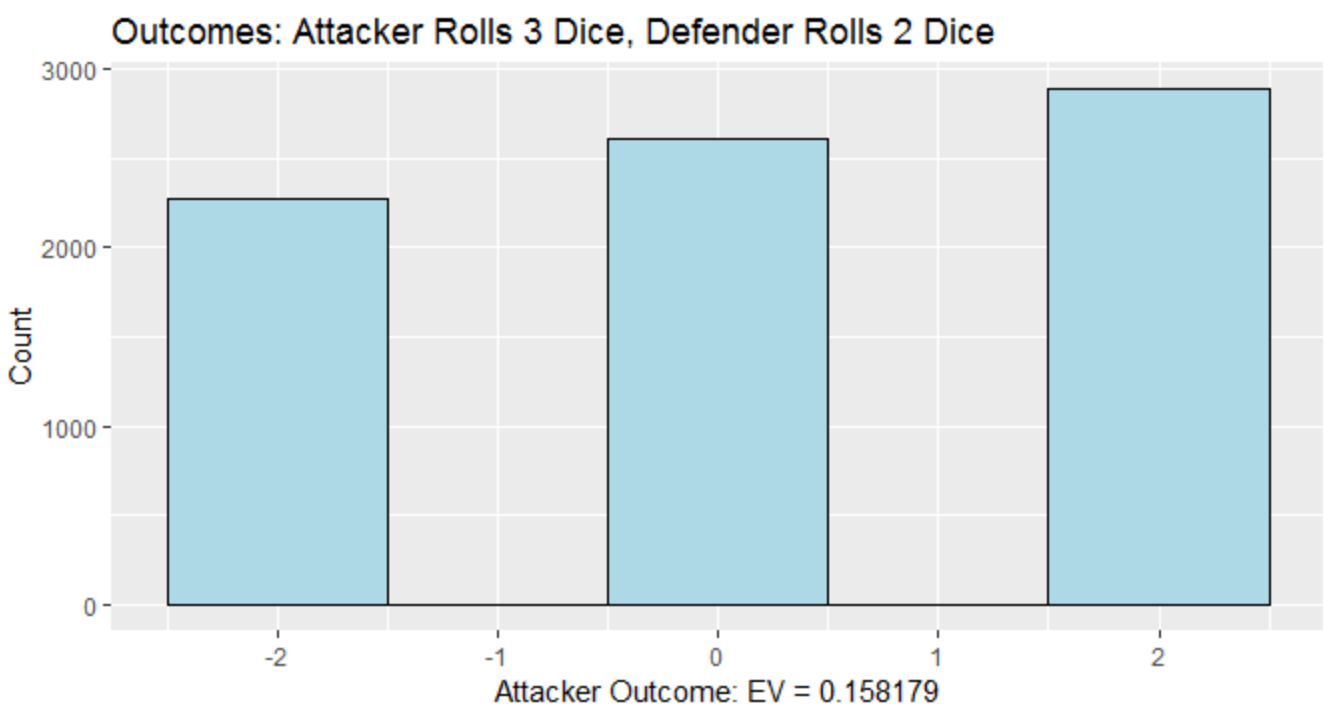 Outcomes: Attacker Rolls 3 Dice, Defender Rolls 2 Dice
3000
2000
1000
0
Count
-2 -1 0 1 2
Attacker Outcome: EV = 0.158179